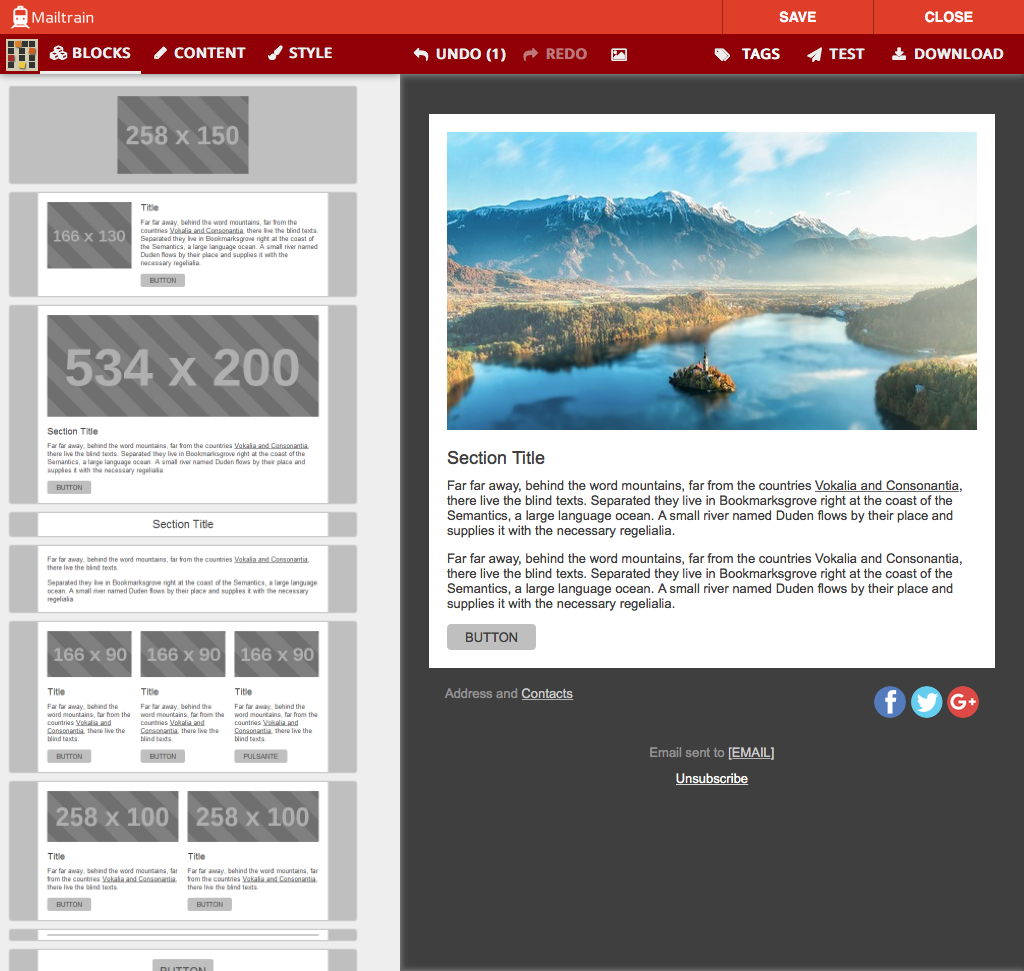 Mailtrain
SAVE
CLOSE
BLOCKS
CONTENT
STYLE
UNDO (1)
REDO
TAGS
TEST
DOWNLOAD
258 x 150
166 x 130
Title
Far far away, behind the word mountains, far from the
countries Vokalia and Consonantia, there live the blind texts.
Separated they live in Bookmarksgrove right at the coast of
the Semantics, a large language ocean. A small river named
Duden flows by their place and supplies it with the
necessary regelialia.
BUTTON
534 x 200
Section Title
Far far away, behind the word mountains, far from the countries Vokalia and Consonantia,
there live the blind texts. Separated they live in Bookmarksgrove right at the coast of the
Semantics, a large language ocean. A small river named Duden flows by their place and
supplies it with the necessary regelialia.
BUTTON
Section Title
Far far away, behind the word mountains, far from the countries Vokalia and Consonantia,
there live the blind texts.
Separated they live in Bookmarksgrove right at the coast of the Semantics, a large language
ocean. A small river named Duden flows by their place and supplies it with the necessary
regelialia.
166 x 90
166 x 90
166 x 90
Title
Far far away, behind the
word mountains, far from the
countries Vokalia and
Consonantia, there live the
blind texts.
BUTTON
Title
Far far away, behind the
word mountains, far from the
countries Vokalia and
Consonantia, there live the
blind texts.
BUTTON
Title
Far far away, behind the
word mountains, far from the
countries Vokalia and
Consonantia, there live the
blind texts.
PULSANTE
258 x 100
258 x 100
Title
Far far away, behind the word mountains, far
from the countries Vokalia and Consonantia,
there live the blind texts.
BUTTON
Title
Far far away, behind the word mountains, far
from the countries Vokalia and Consonantia,
there live the blind texts.
BUTTON
BUTTON
Section Title
Far far away, behind the word mountains, far from the countries Vokalia and Consonantia,
there live the blind texts. Separated they live in Bookmarksgrove right at the coast of the
Semantics, a large language ocean. A small river named Duden flows by their place and
supplies it with the necessary regelialia.
Far far away, behind the word mountains, far from the countries Vokalia and Consonantia,
there live the blind texts. Separated they live in Bookmarksgrove right at the coast of the
Semantics, a large language ocean. A small river named Duden flows by their place and
supplies it with the necessary regelialia.
BUTTON
Address and Contacts
f
G+
Email sent to [EMAIL]
Unsubscribe